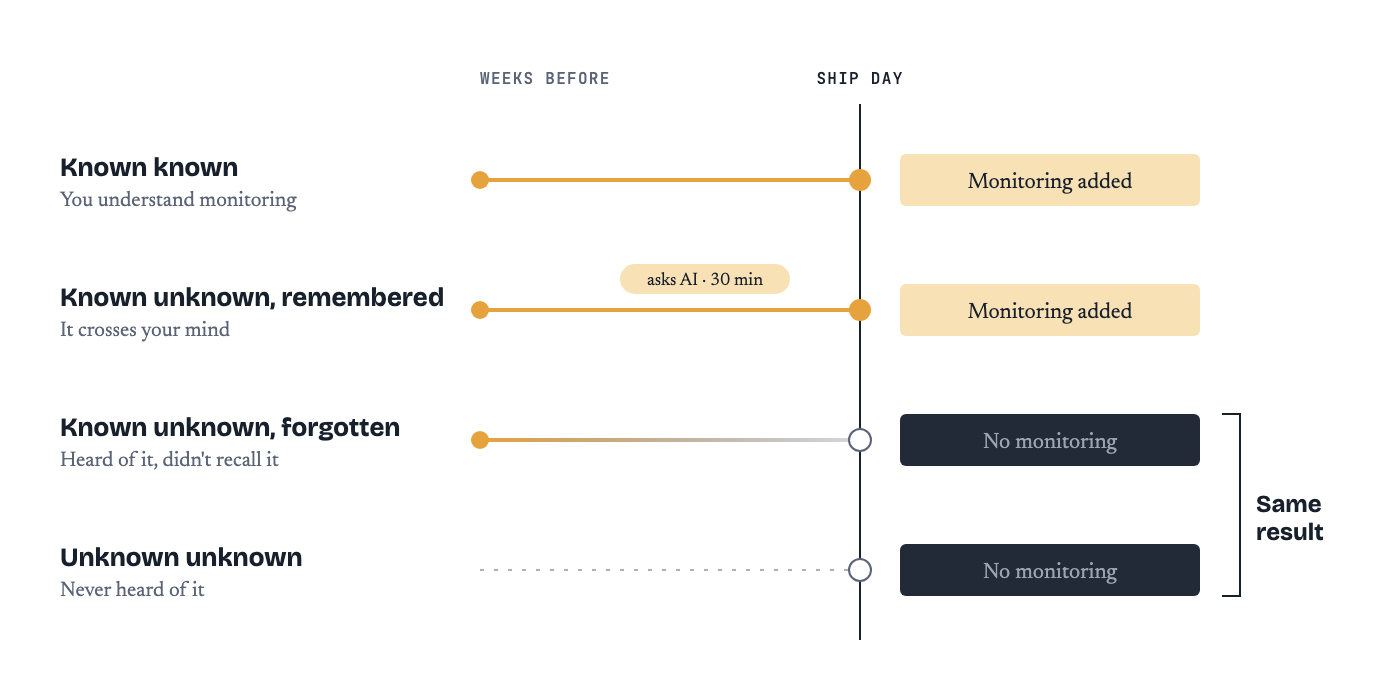 WEEKS BEFORE
SHIP DAY
Known known
You understand monitoring
Monitoring added
asks AI · 30 min
Known unknown, remembered
It crosses your mind
Monitoring added
Known unknown, forgotten
Heard of it, didn't recall it
No monitoring
Same
result
Unknown unknown
Never heard of it
No monitoring